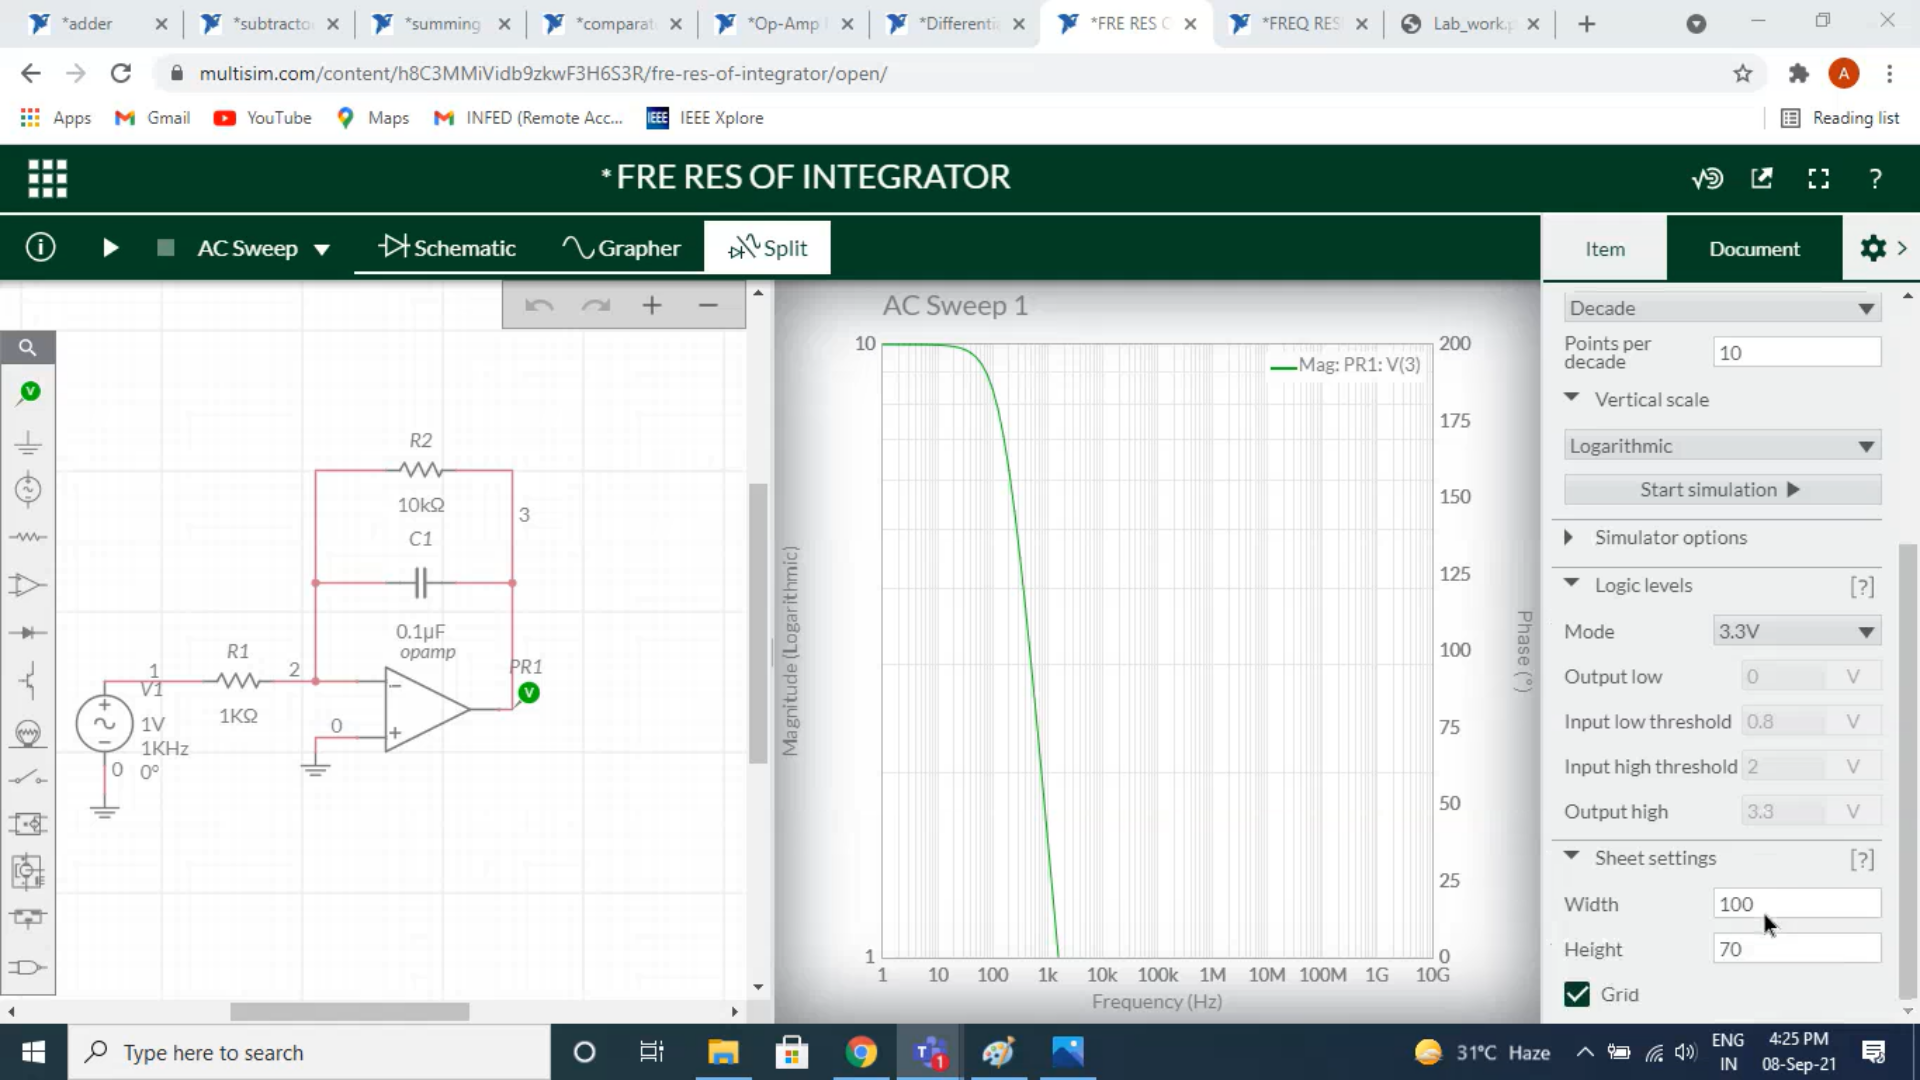 *adder
*subtracto
*summing
*comparat
*Op-Amp
*Differenti
*FRE RES O
*FREQ RES
Lab_work.p
multisim.com/content/h8C3MMiVidb9zkwF3H6S3R/fre-res-of-integrator/open/
A
Apps
Gmail
YouTube
Maps
INFED (Remote Acc...
IEEE
IEEE Xplore
Reading list
* FRE RES OF INTEGRATOR
?
AC Sweep
Schematic
Grapher
Split
Item
Document
R2
10kΩ
3
C1
0.1µF
opamp
PR1
V
R1
1KΩ
2
1
V1
1V
1KHz
0°
0
0
V
AC Sweep 1
Mag: PR1: V(3)
10
1
Magnitude (Logarithmic)
200
175
150
125
100
75
50
25
0
Phase (°)
1 10 100 1k 10k 100k 1M 10M 100M 1G 10G
Frequency (Hz)
Decade
Points per decade 10
Vertical scale
Logarithmic
Start simulation
Simulator options
Logic levels [?]
Mode 3.3V
Output low 0 V
Input low threshold 0.8 V
Input high threshold 2 V
Output high 3.3 V
Sheet settings [?]
Width 100
Height 70
Grid
Type here to search
1
31°C Haze
ENG
IN
4:25 PM
08-Sep-21